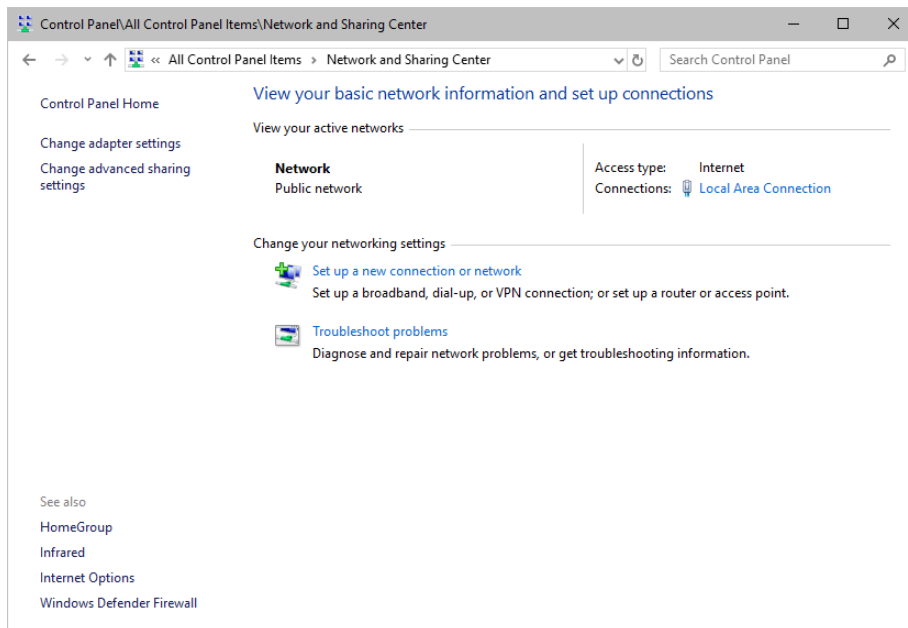 Control Panel\All Control Panel Items\Network and Sharing Center
« All Control Panel Items › Network and Sharing Center
Search Control Panel
Control Panel Home
Change adapter settings
Change advanced sharing
settings
View your basic network information and set up connections
View your active networks
Network
Public network
Access type: Internet
Connections: Local Area Connection
Change your networking settings
Set up a new connection or network
Set up a broadband, dial-up, or VPN connection; or set up a router or access point.
Troubleshoot problems
Diagnose and repair network problems, or get troubleshooting information.
See also
HomeGroup
Infrared
Internet Options
Windows Defender Firewall